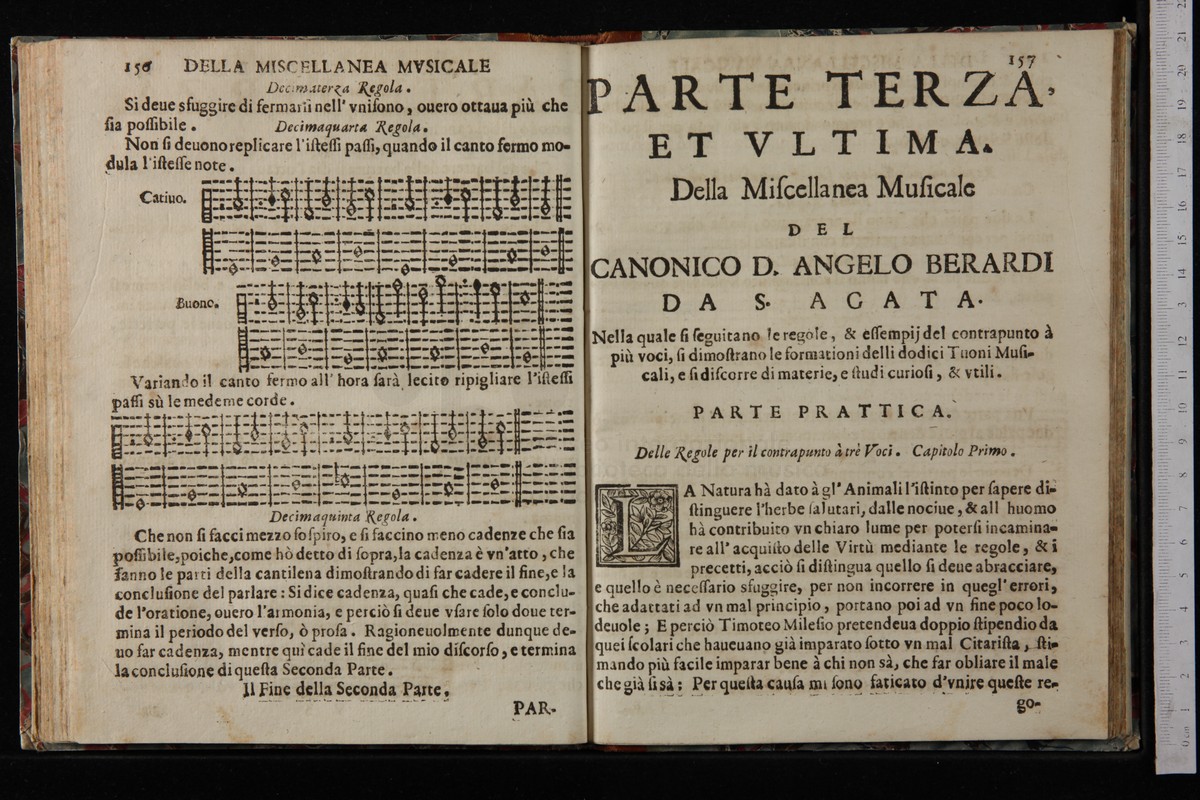 156 DELLA MISCELLANEA MVSICALE
Decimaterza Regola.
Si deue sfuggire di fermarsi nell' vnisono, ouero ottaua più che
sia possibile. Decimaquarta Regola.
Non si deuono replicare l'istessi passi, quando il canto fermo mo-
dula l'istesse note.
Catiuo.
Buono.
Variando il canto fermo all' hora sarà lecito ripigliare l'istessi
passi sù le medeme corde.
Decimaquinta Regola.
Che non si facci mezzo sospiro, e si faccino meno cadenze che sia
possibile, poiche, come hò detto di sopra, la cadenza è vn'atto, che
fanno le parti della cantilena dimostrando di far cadere il fine, e la
conclusione del parlare: Si dice cadenza, quasi che cade, e conclu-
de l'oratione, ouero l'armonia, e perciò si deue vsare solo doue ter-
mina il periodo del verso, ò prosa. Ragioneuolmente dunque de-
uo far cadenza, mentre quì cade il fine del mio discorso, e termina
la conclusione di questa Seconda Parte.
Il Fine della Seconda Parte.
PAR-
157
PARTE TERZA,
ET VLTIMA.
Della Miscellanea Musicale
DEL
CANONICO D. ANGELO BERARDI
DA S. AGATA.
Nella quale si seguitano le regole, & essempij del contrapunto à
più voci, si dimostrano le formationi delli dodici Tuoni Musi-
cali, e si discorre di materie, e studi curiosi, & vtili.
PARTE PRATTICA.
Delle Regole per il contrapunto à trè Voci. Capitolo Primo.
LA Natura hà dato à gl' Animali l'istinto per sapere di-
stinguere l'herbe salutari, dalle nociue, & all huomo
hà contribuito vn chiaro lume per potersi incamina-
re all' acquisto delle Virtù mediante le regole, & i
precetti, acciò si distingua quello si deue abracciare,
e quello è necessario sfuggire, per non incorrere in quegl' errori,
che adattati ad vn mal principio, portano poi ad vn fine poco lo-
deuole; E perciò Timoteo Milesio pretendeua doppio stipendio da
quei scolari che haueuano già imparato sotto vn mal Citarista, sti-
mando più facile imparar bene à chi non sà, che far obliare il male
che già si sà: Per questa causa mi sono faticato d'vnire queste re-
go-